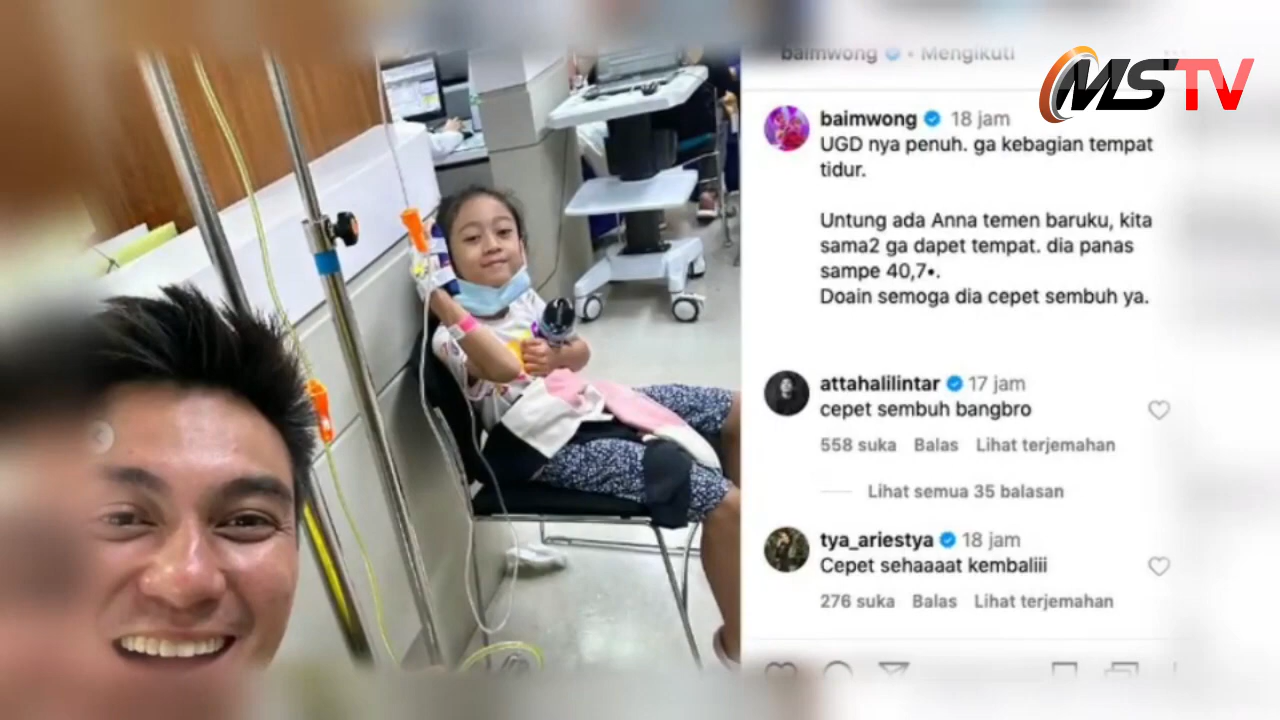 baimwong • Mengikuti
MSTV
baimwong 18 jam
UGD nya penuh. ga kebagian tempat
tidur.
Untung ada Anna temen baruku, kita
sama2 ga dapet tempat. dia panas
sampe 40,7•.
Doain semoga dia cepet sembuh ya.
attahalilintar 17 jam
cepet sembuh bangbro
558 suka Balas Lihat terjemahan
Lihat semua 35 balasan
tya_ariestya 18 jam
Cepet sehaaaat kembaliii
276 suka Balas Lihat terjemahan